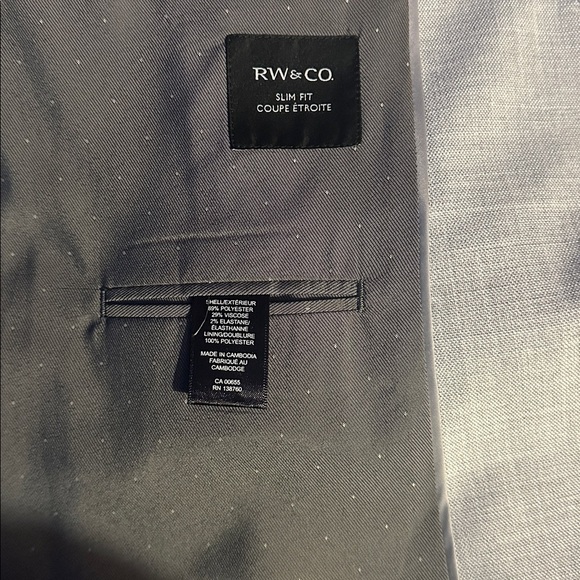 RW&CO.
SLIM FIT
COUPE ÉTROITE
SHELL/EXTÉRIEUR
69% POLYESTER
29% VISCOSE
2% ELASTANE/
ÉLASTHANNE
LINING/DOUBLURE
100% POLYESTER
MADE IN CAMBODIA
FABRIQUÉ AU
CAMBODGE
CA 00655
RN 138760